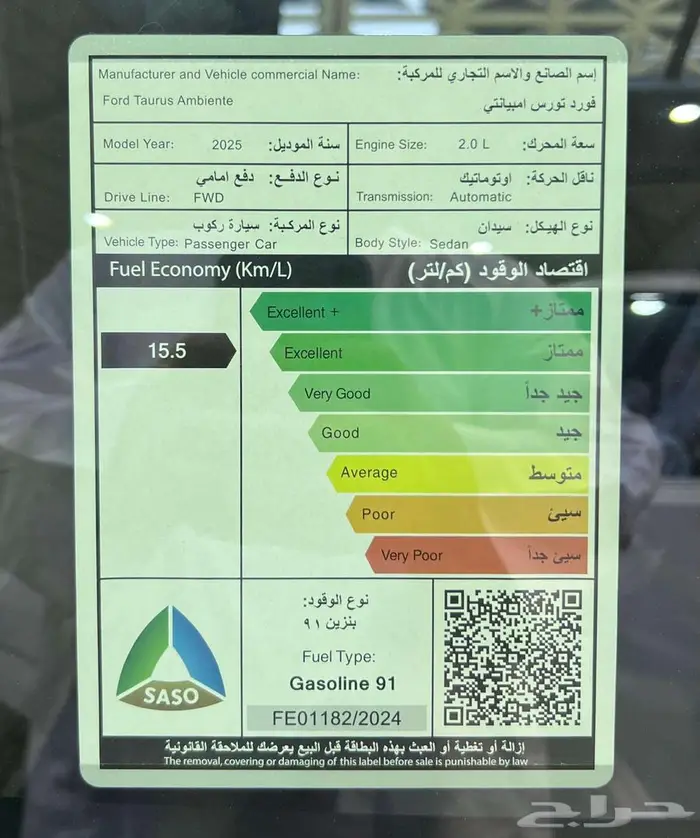 Manufacturer and Vehicle commercial Name: إسم الصانع والاسم التجاري للمركبة:
Ford Taurus Ambiente فورد تورس امبيانتي
Model Year: 2025 سنة الموديل:
Engine Size: 2.0 L سعة المحرك:
نوع الدفع: دفع امامي
Drive Line: FWD
ناقل الحركة: اوتوماتيك
Transmission: Automatic
نوع المركبة: سيارة ركوب
Vehicle Type: Passenger Car
نوع الهيكل: سيدان
Body Style: Sedan
Fuel Economy (Km/L) اقتصاد الوقود (كم/لتر)
15.5
Excellent + ممتاز+
Excellent ممتاز
Very Good جيد جداً
Good جيد
Average متوسط
Poor سيئ
Very Poor سيئ جداً
SASO
نوع الوقود:
بنزين ٩١
Fuel Type:
Gasoline 91
FE01182/2024
إزالة أو تغطية أو العبث بهذه البطاقة قبل البيع يعرضك للملاحقة القانونية
The removal, covering or damaging of this label before sale is punishable by law
حراج